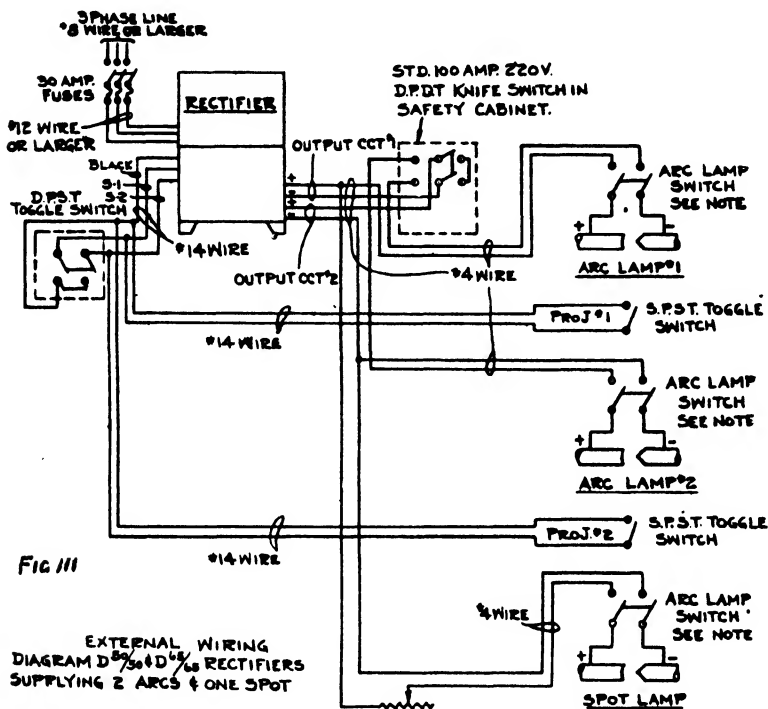 3 PHASE LINE
#8 WIRE OR LARGER
30 AMP.
FUSES
#12 WIRE
OR LARGER
RECTIFIER
BLACK
S-1
S-2
D.P.S.T
TOGGLE SWITCH
#14 WIRE
+
-
+
-
OUTPUT CCT#1
OUTPUT CCT#2
STD. 100 AMP. 220V.
D.P.D.T KNIFE SWITCH IN
SAFETY CABINET.
#4 WIRE
ARC LAMP
SWITCH
SEE NOTE
+ -
ARC LAMP#1
#14 WIRE
PROJ#1
S.P.S.T. TOGGLE
SWITCH
ARC LAMP
SWITCH
SEE NOTE
+ -
ARC LAMP#2
#14 WIRE
PROJ.#2
S.P.S.T. TOGGLE
SWITCH
FIG III
#4 WIRE
ARC LAMP
SWITCH
SEE NOTE
+ -
SPOT LAMP
EXTERNAL WIRING
DIAGRAM D 50/50 & D 65/65 RECTIFIERS
SUPPLYING 2 ARCS & ONE SPOT